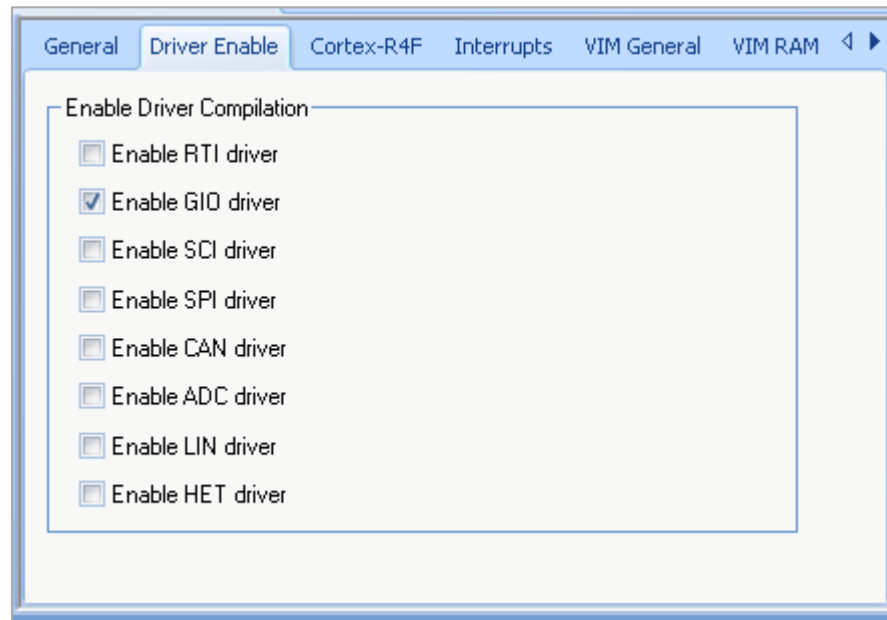 General Driver Enable Cortex-R4F Interrupts VIM General VIM RAM
Enable Driver Compilation
Enable RTI driver
Enable GIO driver
Enable SCI driver
Enable SPI driver
Enable CAN driver
Enable ADC driver
Enable LIN driver
Enable HET driver